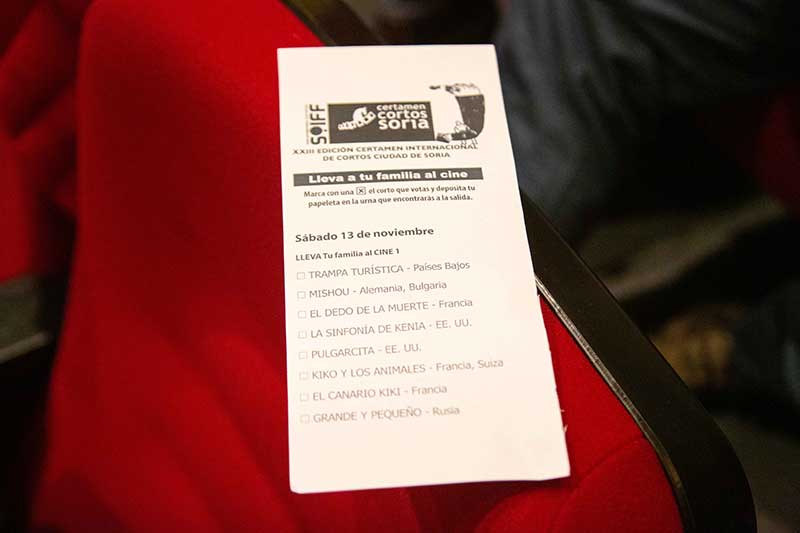 SOIFF
certamen
cortos
soria
XXIII EDICIÓN CERTAMEN INTERNACIONAL
DE CORTOS CIUDAD DE SORIA
Lleva a tu familia al cine
Marca con una ☒ el corto que votas y deposita tu
papeleta en la urna que encontrarás a la salida.
Sábado 13 de noviembre
LLEVA Tu familia al CINE 1
☐ TRAMPA TURÍSTICA - Países Bajos
☐ MISHOU - Alemania, Bulgaria
☐ EL DEDO DE LA MUERTE - Francia
☐ LA SINFONÍA DE KENIA - EE. UU.
☐ PULGARCITA - EE. UU.
☐ KIKO Y LOS ANIMALES - Francia, Suiza
☐ EL CANARIO KIKI - Francia
☐ GRANDE Y PEQUEÑO - Rusia